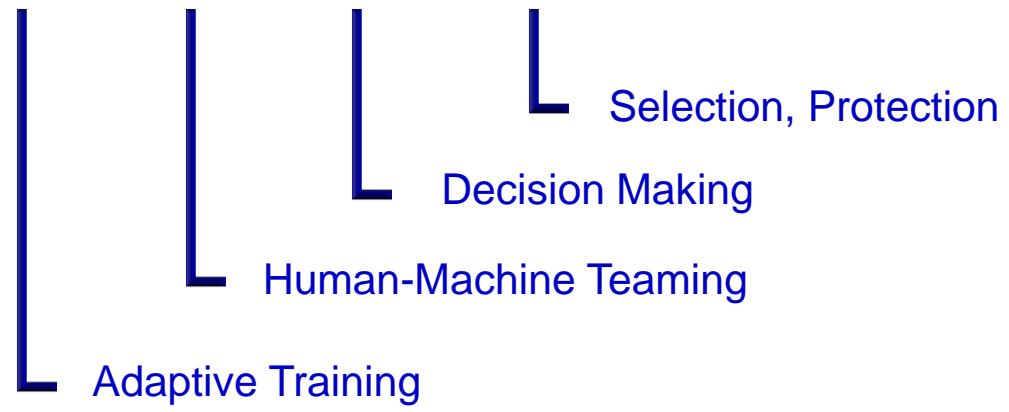 Selection, Protection
Decision Making
Human-Machine Teaming
Adaptive Training